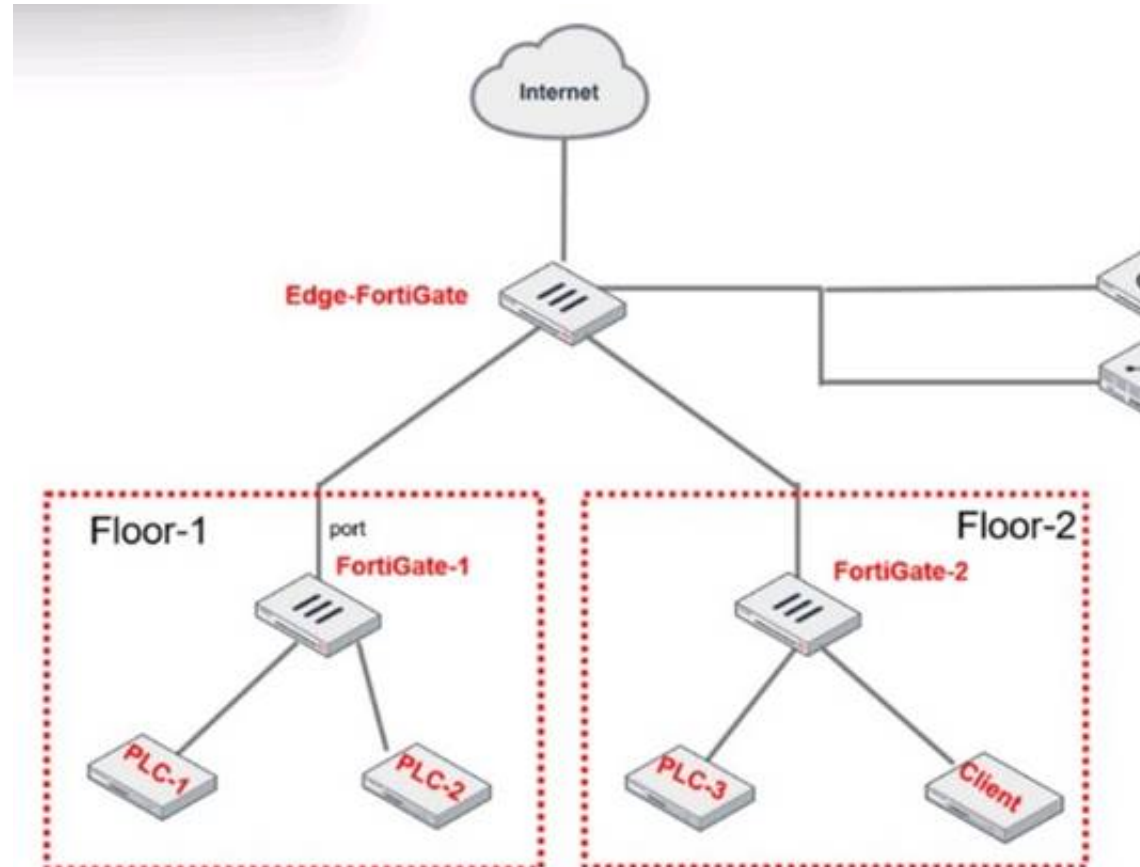 Internet
Edge-FortiGate
Floor-1
port
FortiGate-1
PLC-1
PLC-2
Floor-2
FortiGate-2
PLC-3
Client